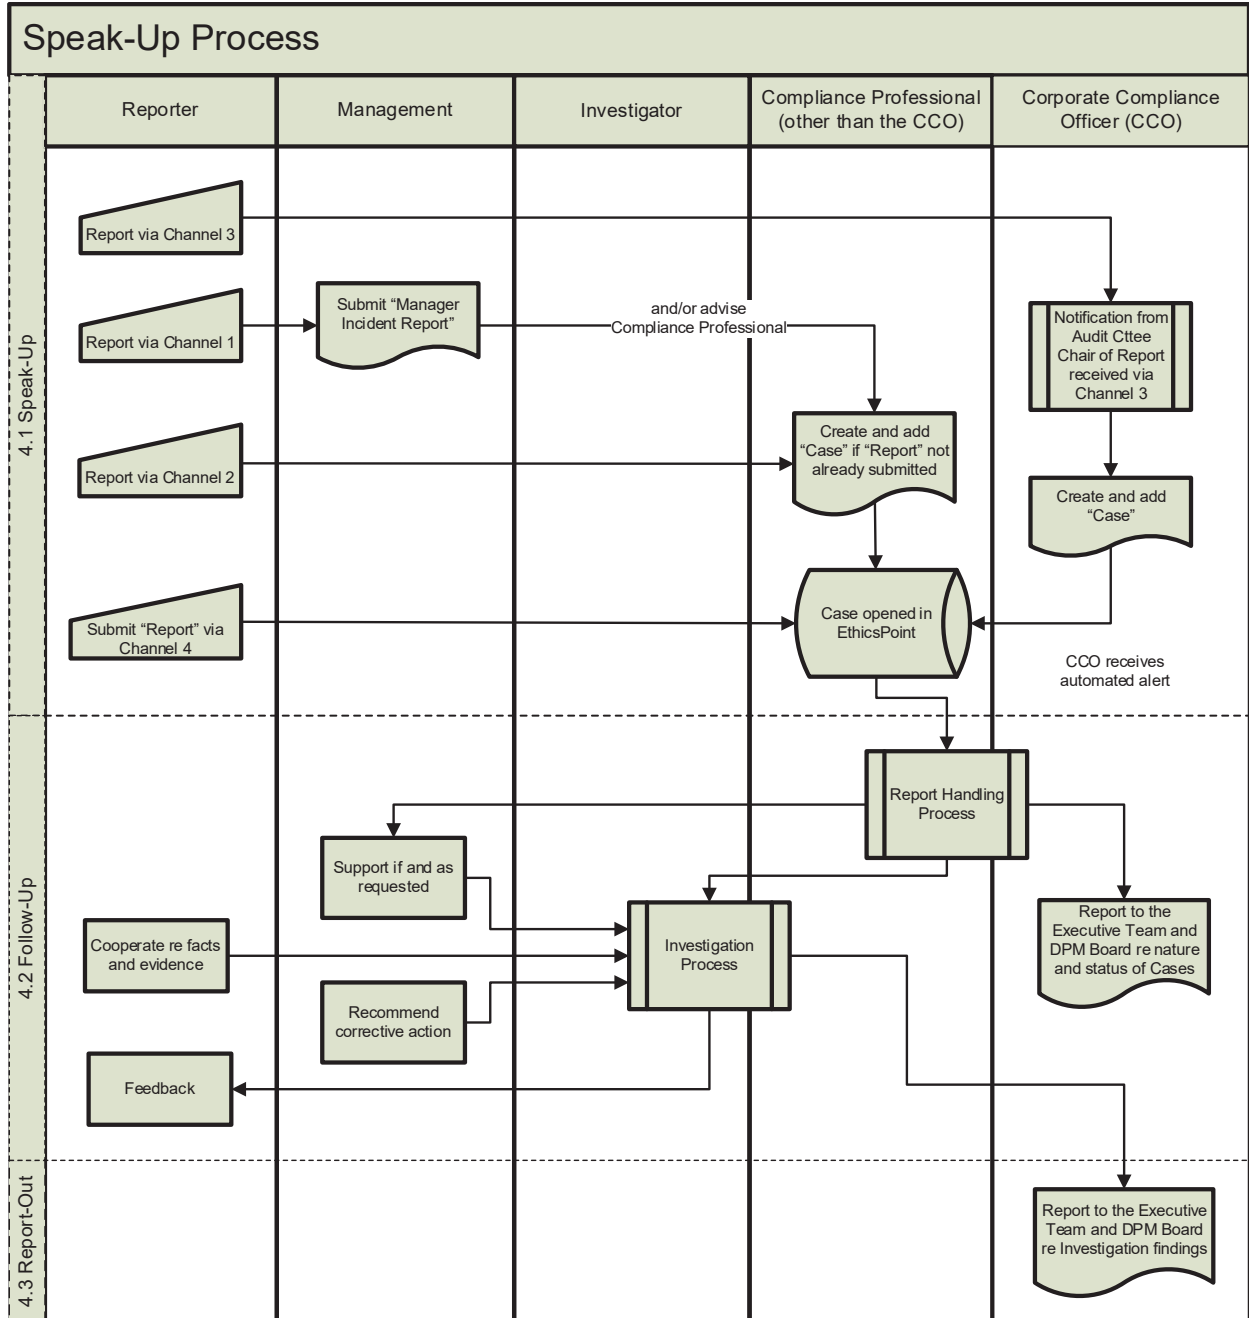 Speak-Up Process
Reporter
Management
Investigator
Compliance Professional
(other than the CCO)
Corporate Compliance
Officer (CCO)
4.1 Speak-Up
Report via Channel 3
Report via Channel 1
Submit “Manager
Incident Report”
and/or advise
Compliance Professional
Notification from
Audit Cttee
Chair of Report
received via
Channel 3
Report via Channel 2
Create and add
“Case” if “Report” not
already submitted
Create and add
“Case”
Submit “Report” via
Channel 4
Case opened in
EthicsPoint
CCO receives
automated alert
4.2 Follow-Up
Report Handling
Process
Support if and as
requested
Cooperate re facts
and evidence
Investigation
Process
Report to the
Executive Team and
DPM Board re nature
and status of Cases
Recommend
corrective action
Feedback
4.3 Report-Out
Report to the Executive
Team and DPM Board
re Investigation findings